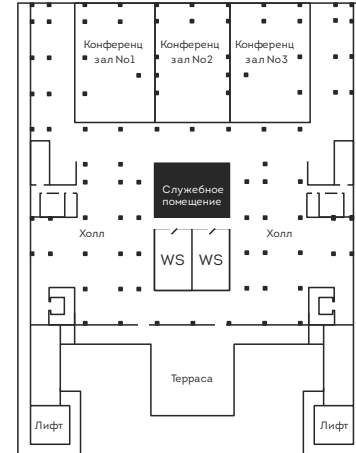 Конференц
зал No1
Конференц
зал No2
Конференц
зал No3
Служебное
помещение
Холл
Холл
WS
WS
Терраса
Лифт
Лифт